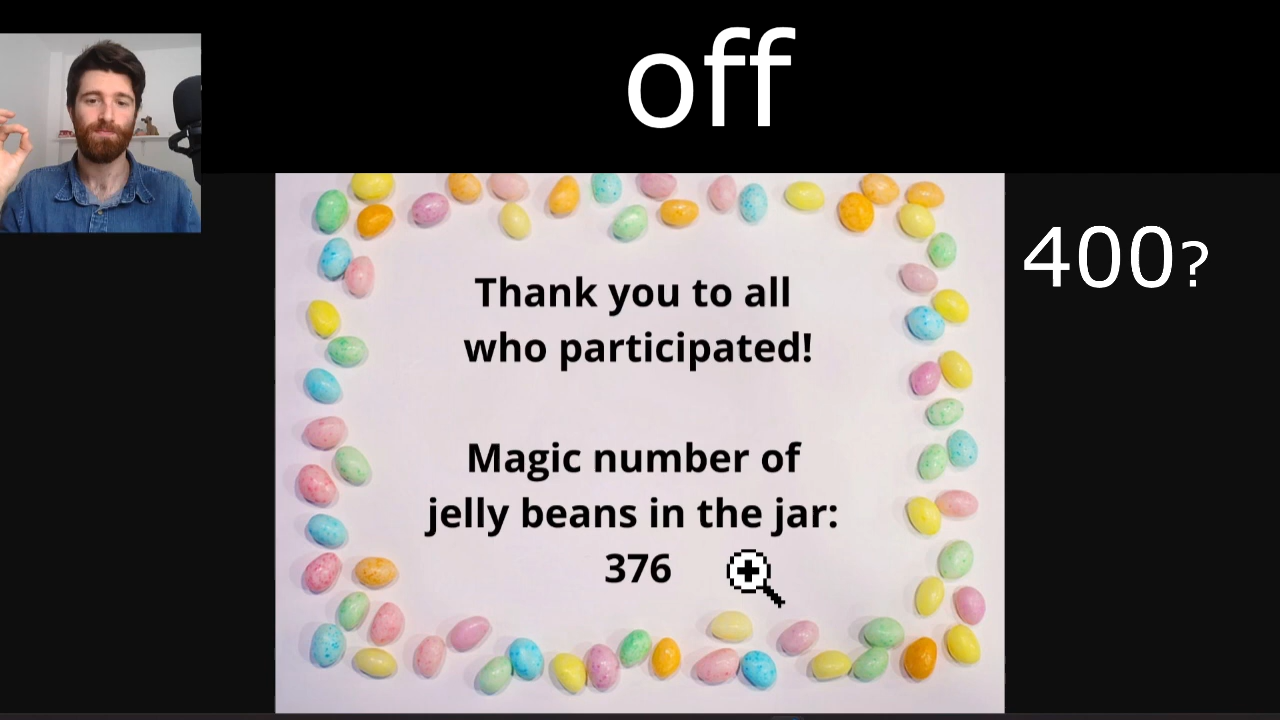 off
400?
Thank you to all
who participated!
Magic number of
jelly beans in the jar:
376